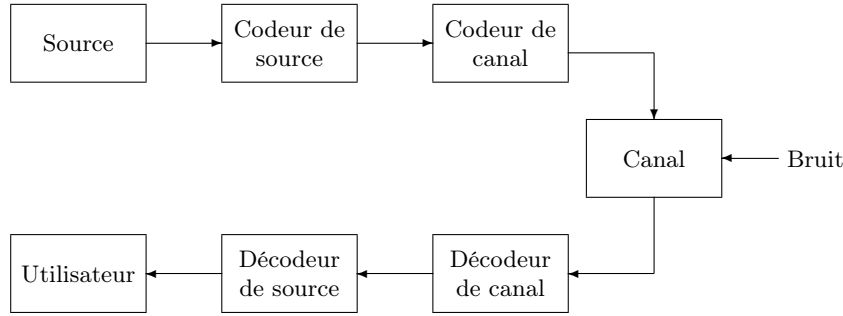 Source
Codeur de
source
Codeur de
canal
Canal
Bruit
Utilisateur
Décodeur
de source
Décodeur
de canal